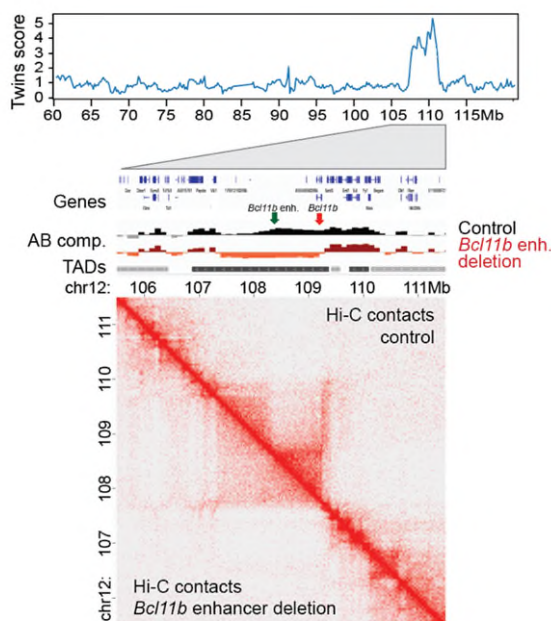 Twins score
5
4
3
2
1
0
60 65 70 75 80 85 90 95 100 105 110 115Mb
Genes
Bcl11b enh. Bcl11b
AB comp.
Control
Bcl11b enh.
deletion
TADs
chr12: 106 107 108 109 110 111Mb
Hi-C contacts
control
111
110
109
108
107
chr12:
Hi-C contacts
Bcl11b enhancer deletion